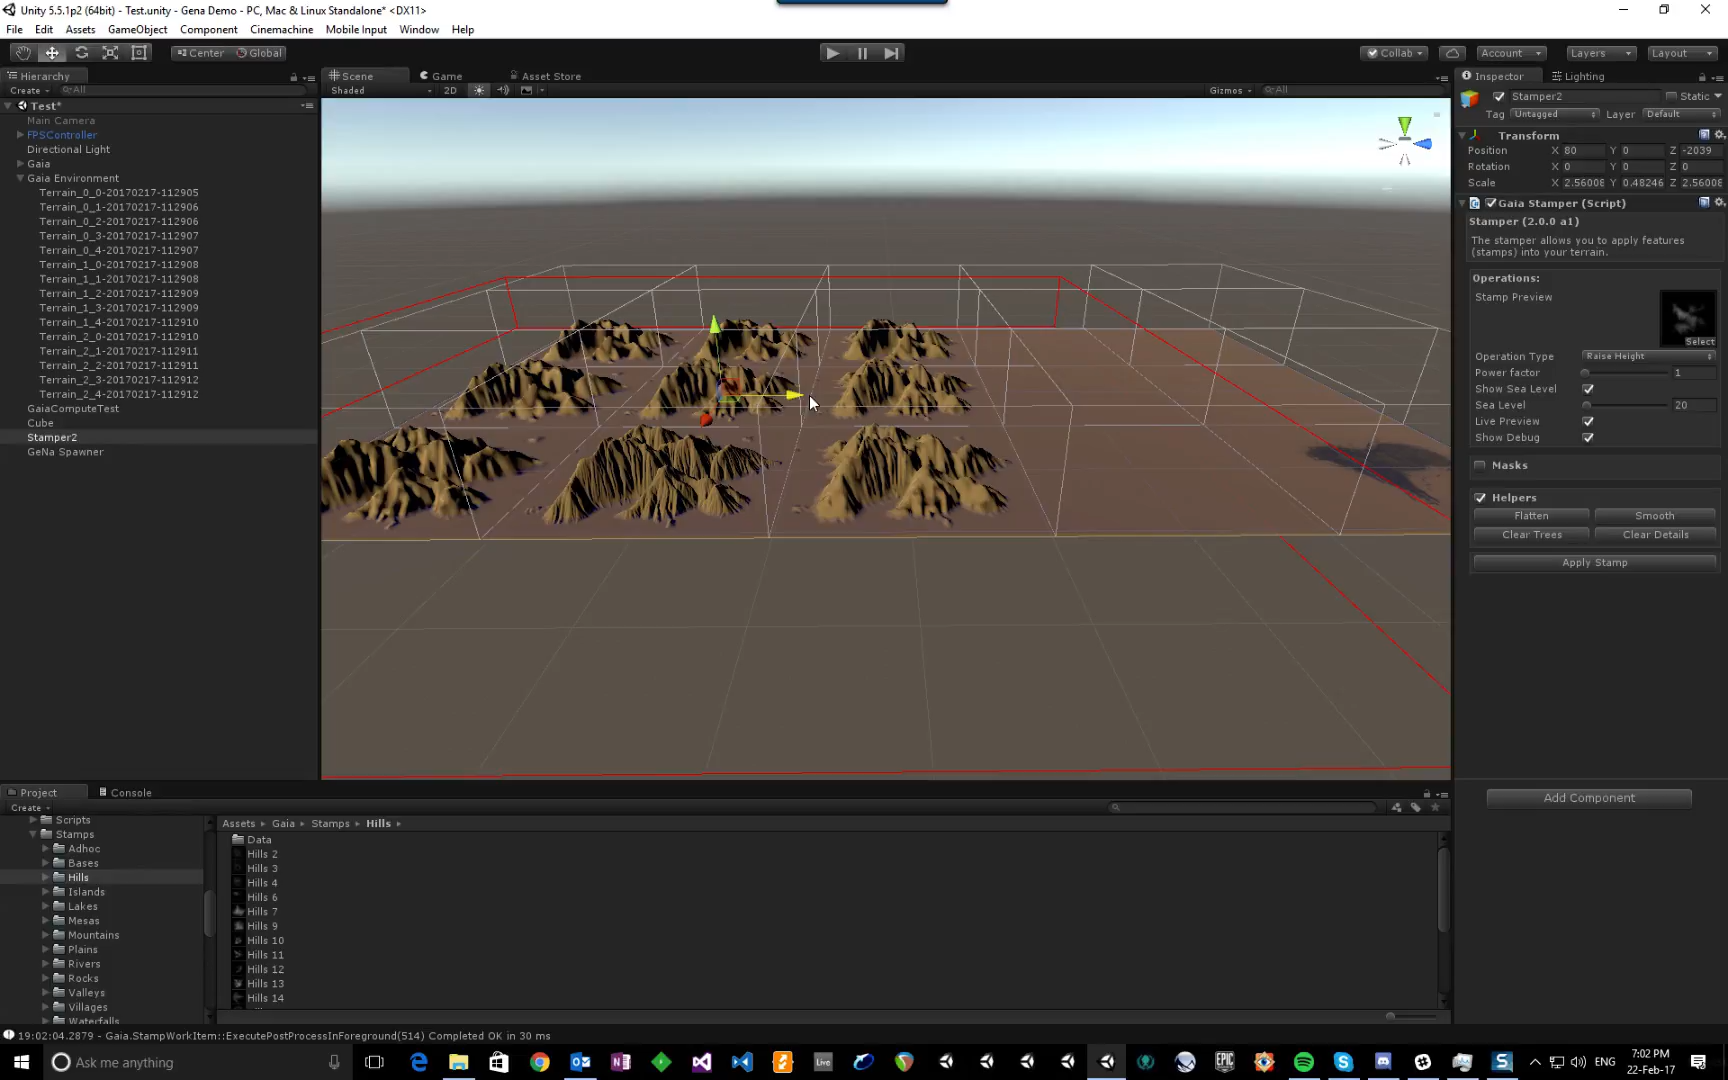 Unity 5.5.1p2 (64bit) - Test.unity - Gena Demo - PC, Mac & Linux Standalone* <DX11>
File Edit Assets GameObject Component Cinemachine Mobile Input Window Help
Center Global Collab Account Layers Layout
Hierarchy
Create All
Test*
Main Camera
FPSController
Directional Light
Gaia
Gaia Environment
Terrain_0_0-20170217-112905
Terrain_0_1-20170217-112906
Terrain_0_2-20170217-112906
Terrain_0_3-20170217-112907
Terrain_0_4-20170217-112907
Terrain_1_0-20170217-112908
Terrain_1_1-20170217-112908
Terrain_1_2-20170217-112909
Terrain_1_3-20170217-112909
Terrain_1_4-20170217-112910
Terrain_2_0-20170217-112910
Terrain_2_1-20170217-112911
Terrain_2_2-20170217-112911
Terrain_2_3-20170217-112912
Terrain_2_4-20170217-112912
GaiaComputeTest
Cube
Stamper2
GeNa Spawner
Scene Game Asset Store
Shaded 2D Gizmos All
Inspector Lighting
Stamper2 Static
Tag Untagged Layer Default
Transform
Position X 80 Y 0 Z -2039
Rotation X 0 Y 0 Z 0
Scale X 2.56008 Y 0.48246 Z 2.56008
Gaia Stamper (Script)
Stamper (2.0.0 a1)
The stamper allows you to apply features
(stamps) into your terrain.
Operations:
Stamp Preview
Select
Operation Type Raise Height
Power factor 1
Show Sea Level
Sea Level 20
Live Preview
Show Debug
Masks
Helpers
Flatten Smooth
Clear Trees Clear Details
Apply Stamp
Add Component
Project Console
Create
Scripts
Stamps
Adhoc
Bases
Hills
Islands
Lakes
Mesas
Mountains
Plains
Rivers
Rocks
Valleys
Villages
Waterfalls
Assets Gaia Stamps Hills
Data
Hills 2
Hills 3
Hills 4
Hills 6
Hills 7
Hills 9
Hills 10
Hills 11
Hills 12
Hills 13
Hills 14
19:02:04.2879 - Gaia.StampWorkItem::ExecutePostProcessInForeground(514) Completed OK in 30 ms
Ask me anything
Live
EPIC
ENG
7:02 PM
22-Feb-17